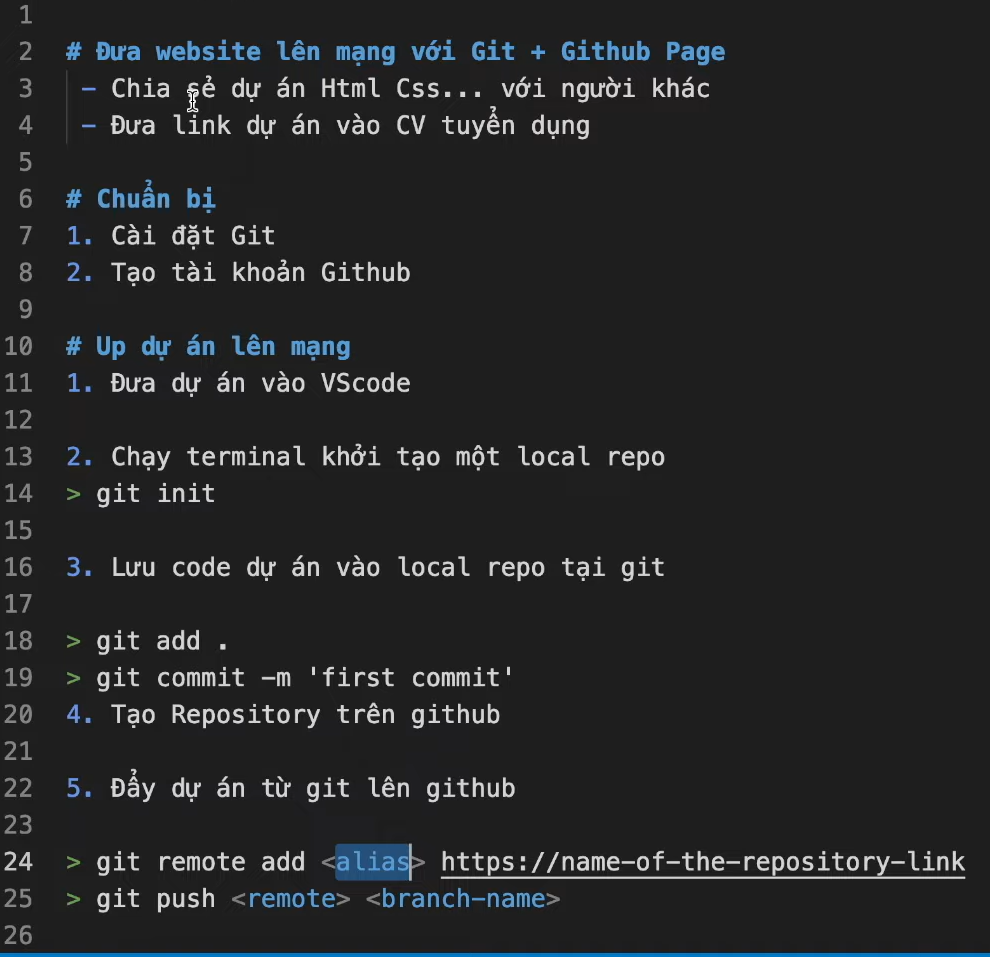 1
2 # Đưa website lên mạng với Git + Github Page
3 - Chia sẻ dự án Html Css... với người khác
4 - Đưa link dự án vào CV tuyển dụng
5
6 # Chuẩn bị
7 1. Cài đặt Git
8 2. Tạo tài khoản Github
9
10 # Up dự án lên mạng
11 1. Đưa dự án vào VScode
12
13 2. Chạy terminal khởi tạo một local repo
14 > git init
15
16 3. Lưu code dự án vào local repo tại git
17
18 > git add .
19 > git commit -m 'first commit'
20 4. Tạo Repository trên github
21
22 5. Đẩy dự án từ git lên github
23
24 > git remote add <alias> https://name-of-the-repository-link
25 > git push <remote> <branch-name>
26